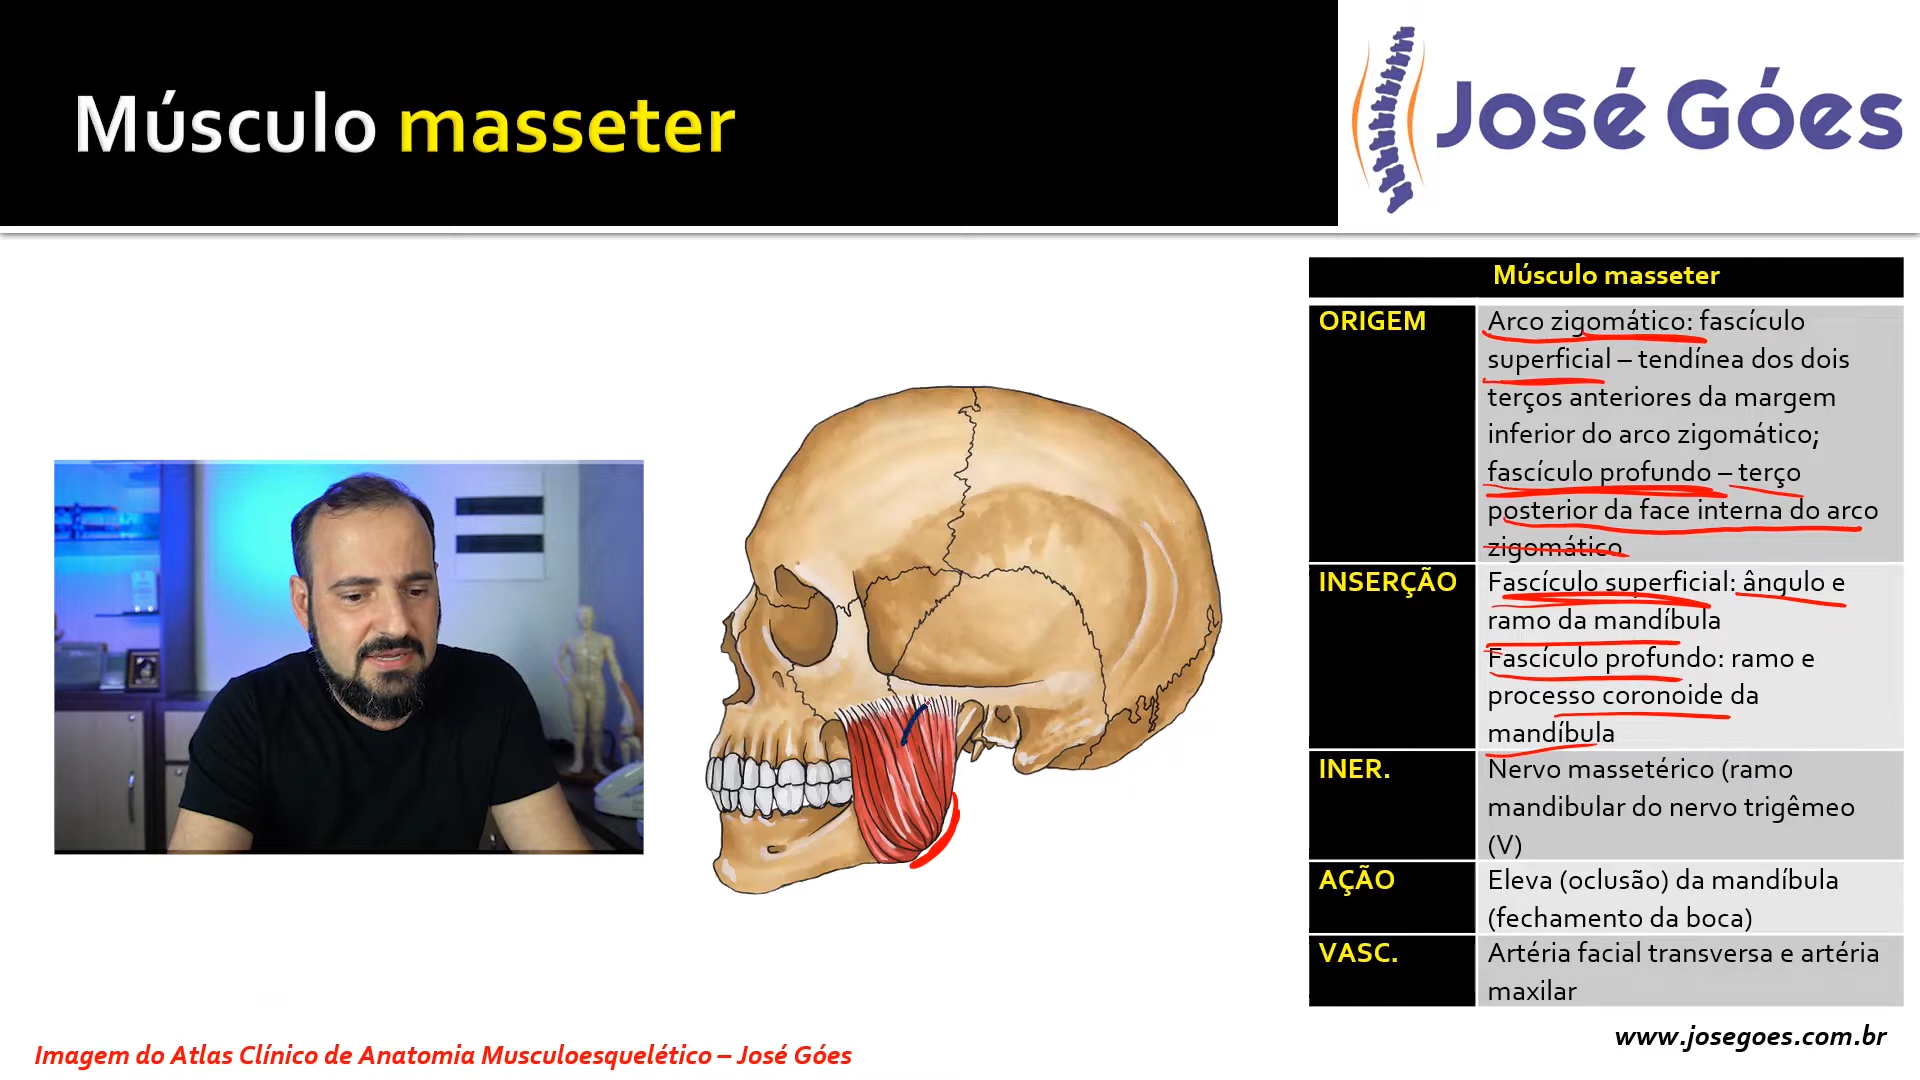 Músculo masseter
José Góes
Músculo masseter
ORIGEM
Arco zigomático: fascículo
superficial – tendínea dos dois
terços anteriores da margem
inferior do arco zigomático;
fascículo profundo – terço
posterior da face interna do arco
zigomático
INSERÇÃO
Fascículo superficial: ângulo e
ramo da mandíbula
Fascículo profundo: ramo e
processo coronoide da
mandíbula
INER.
Nervo massetérico (ramo
mandibular do nervo trigêmeo
(V)
AÇÃO
Eleva (oclusão) da mandíbula
(fechamento da boca)
VASC.
Artéria facial transversa e artéria
maxilar
www.josegoes.com.br
Imagem do Atlas Clínico de Anatomia Musculoesquelético – José Góes